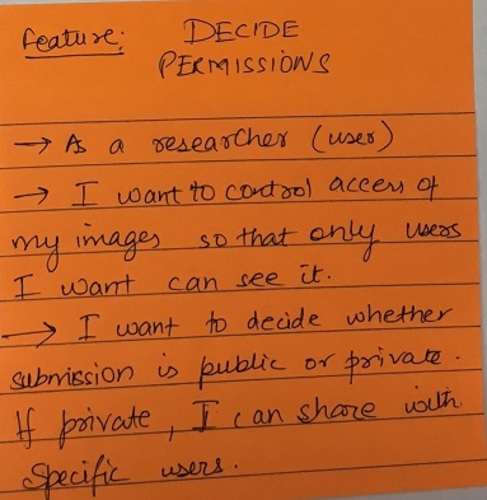 Feature: DECIDE
PERMISSIONS
→ As a researcher (user)
→ I want to control access of
my images so that only users
I want can see it.
→ I want to decide whether
submission is public or private.
If private, I can share with
specific users.